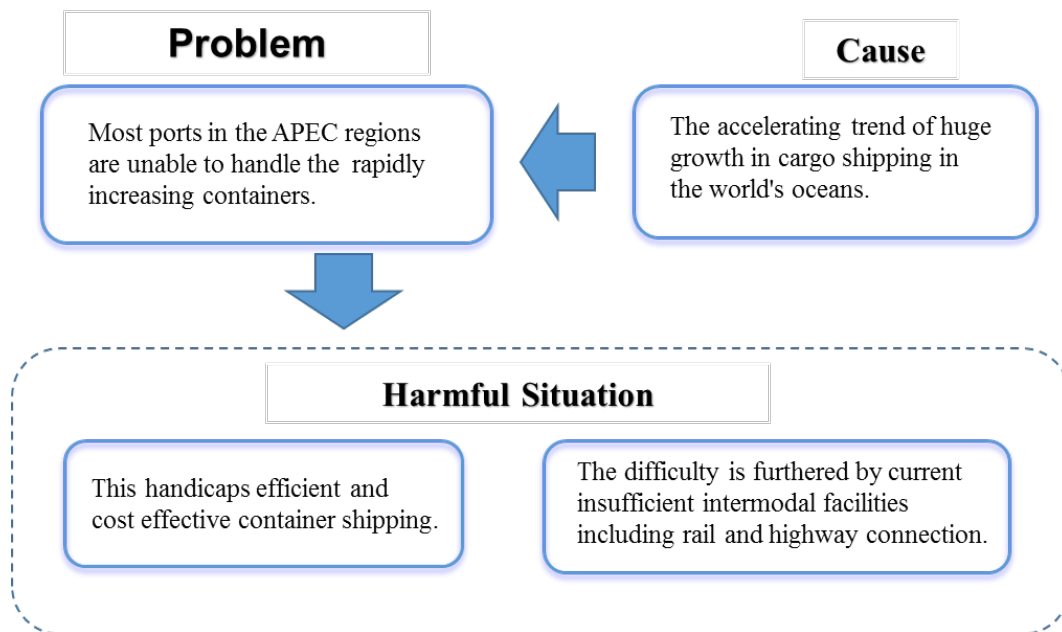 Problem
Cause
Most ports in the APEC regions
are unable to handle the rapidly
increasing containers.
The accelerating trend of huge
growth in cargo shipping in
the world's oceans.
Harmful Situation
This handicaps efficient and
cost effective container shipping.
The difficulty is furthered by current
insufficient intermodal facilities
including rail and highway connection.